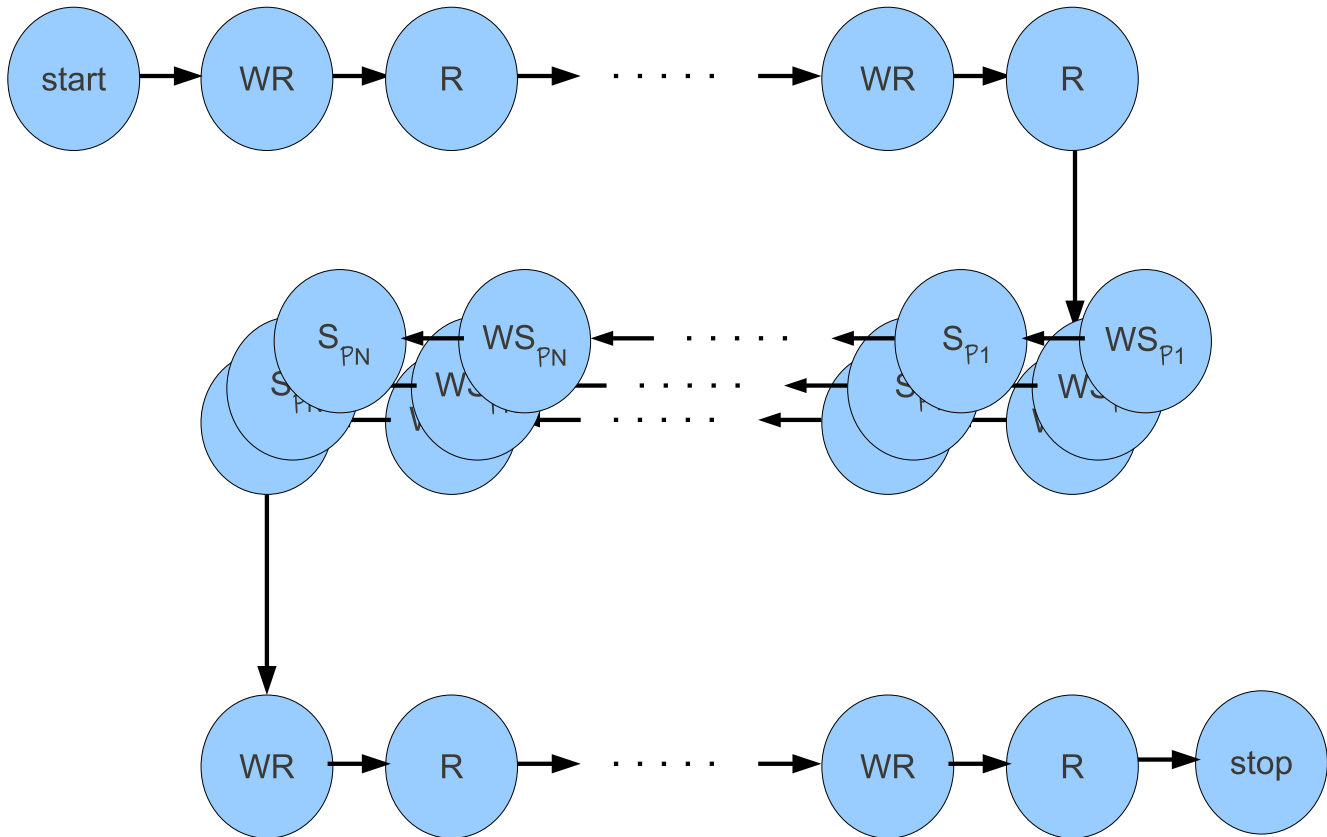 start WR R . . . . . WR R
S_PN WS_PN . . . . . S_P1 WS_P1
. . . . .
. . . . .
WR R . . . . . WR R stop